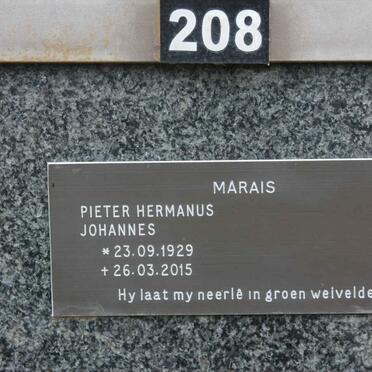 208
MARAIS
PIETER HERMANUS
JOHANNES
* 23.09.1929
+ 26.03.2015
Hy laat my neerlê in groen weivelde